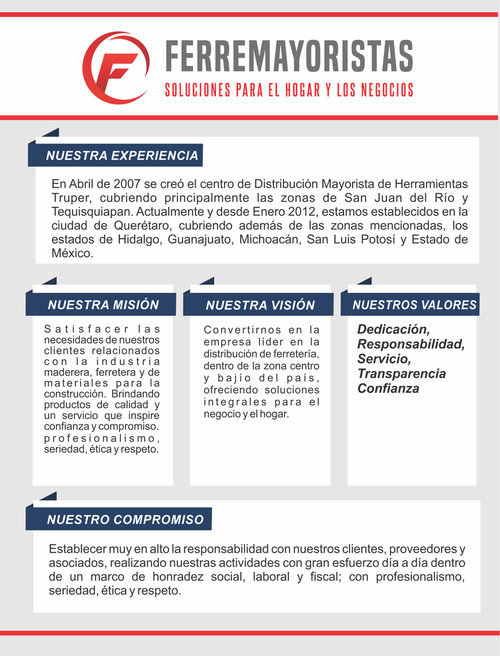 F
FERREMAYORISTAS
SOLUCIONES PARA EL HOGAR Y LOS NEGOCIOS
NUESTRA EXPERIENCIA
En Abril de 2007 se creó el centro de Distribución Mayorista de Herramientas
Truper, cubriendo principalmente las zonas de San Juan del Río y
Tequisquiapan. Actualmente y desde Enero 2012, estamos establecidos en la
ciudad de Querétaro, cubriendo además de las zonas mencionadas, los
estados de Hidalgo, Guanajuato, Michoacán, San Luis Potosí y Estado de
México.
NUESTRA MISIÓN
Satisfacer las
necesidades de nuestros
clientes relacionados
con la industria
maderera, ferretera y de
materiales para la
construcción. Brindando
productos de calidad y
un servicio que inspire
confianza y compromiso.
profesionalismo,
seriedad, ética y respeto.
NUESTRA VISIÓN
Convertirnos en la
empresa líder en la
distribución de ferretería,
dentro de la zona centro
y bajío del país,
ofreciendo soluciones
integrales para el
negocio y el hogar.
NUESTROS VALORES
Dedicación,
Responsabilidad,
Servicio,
Transparencia
Confianza
NUESTRO COMPROMISO
Establecer muy en alto la responsabilidad con nuestros clientes, proveedores y
asociados, realizando nuestras actividades con gran esfuerzo día a día dentro
de un marco de honradez social, laboral y fiscal; con profesionalismo,
seriedad, ética y respeto.